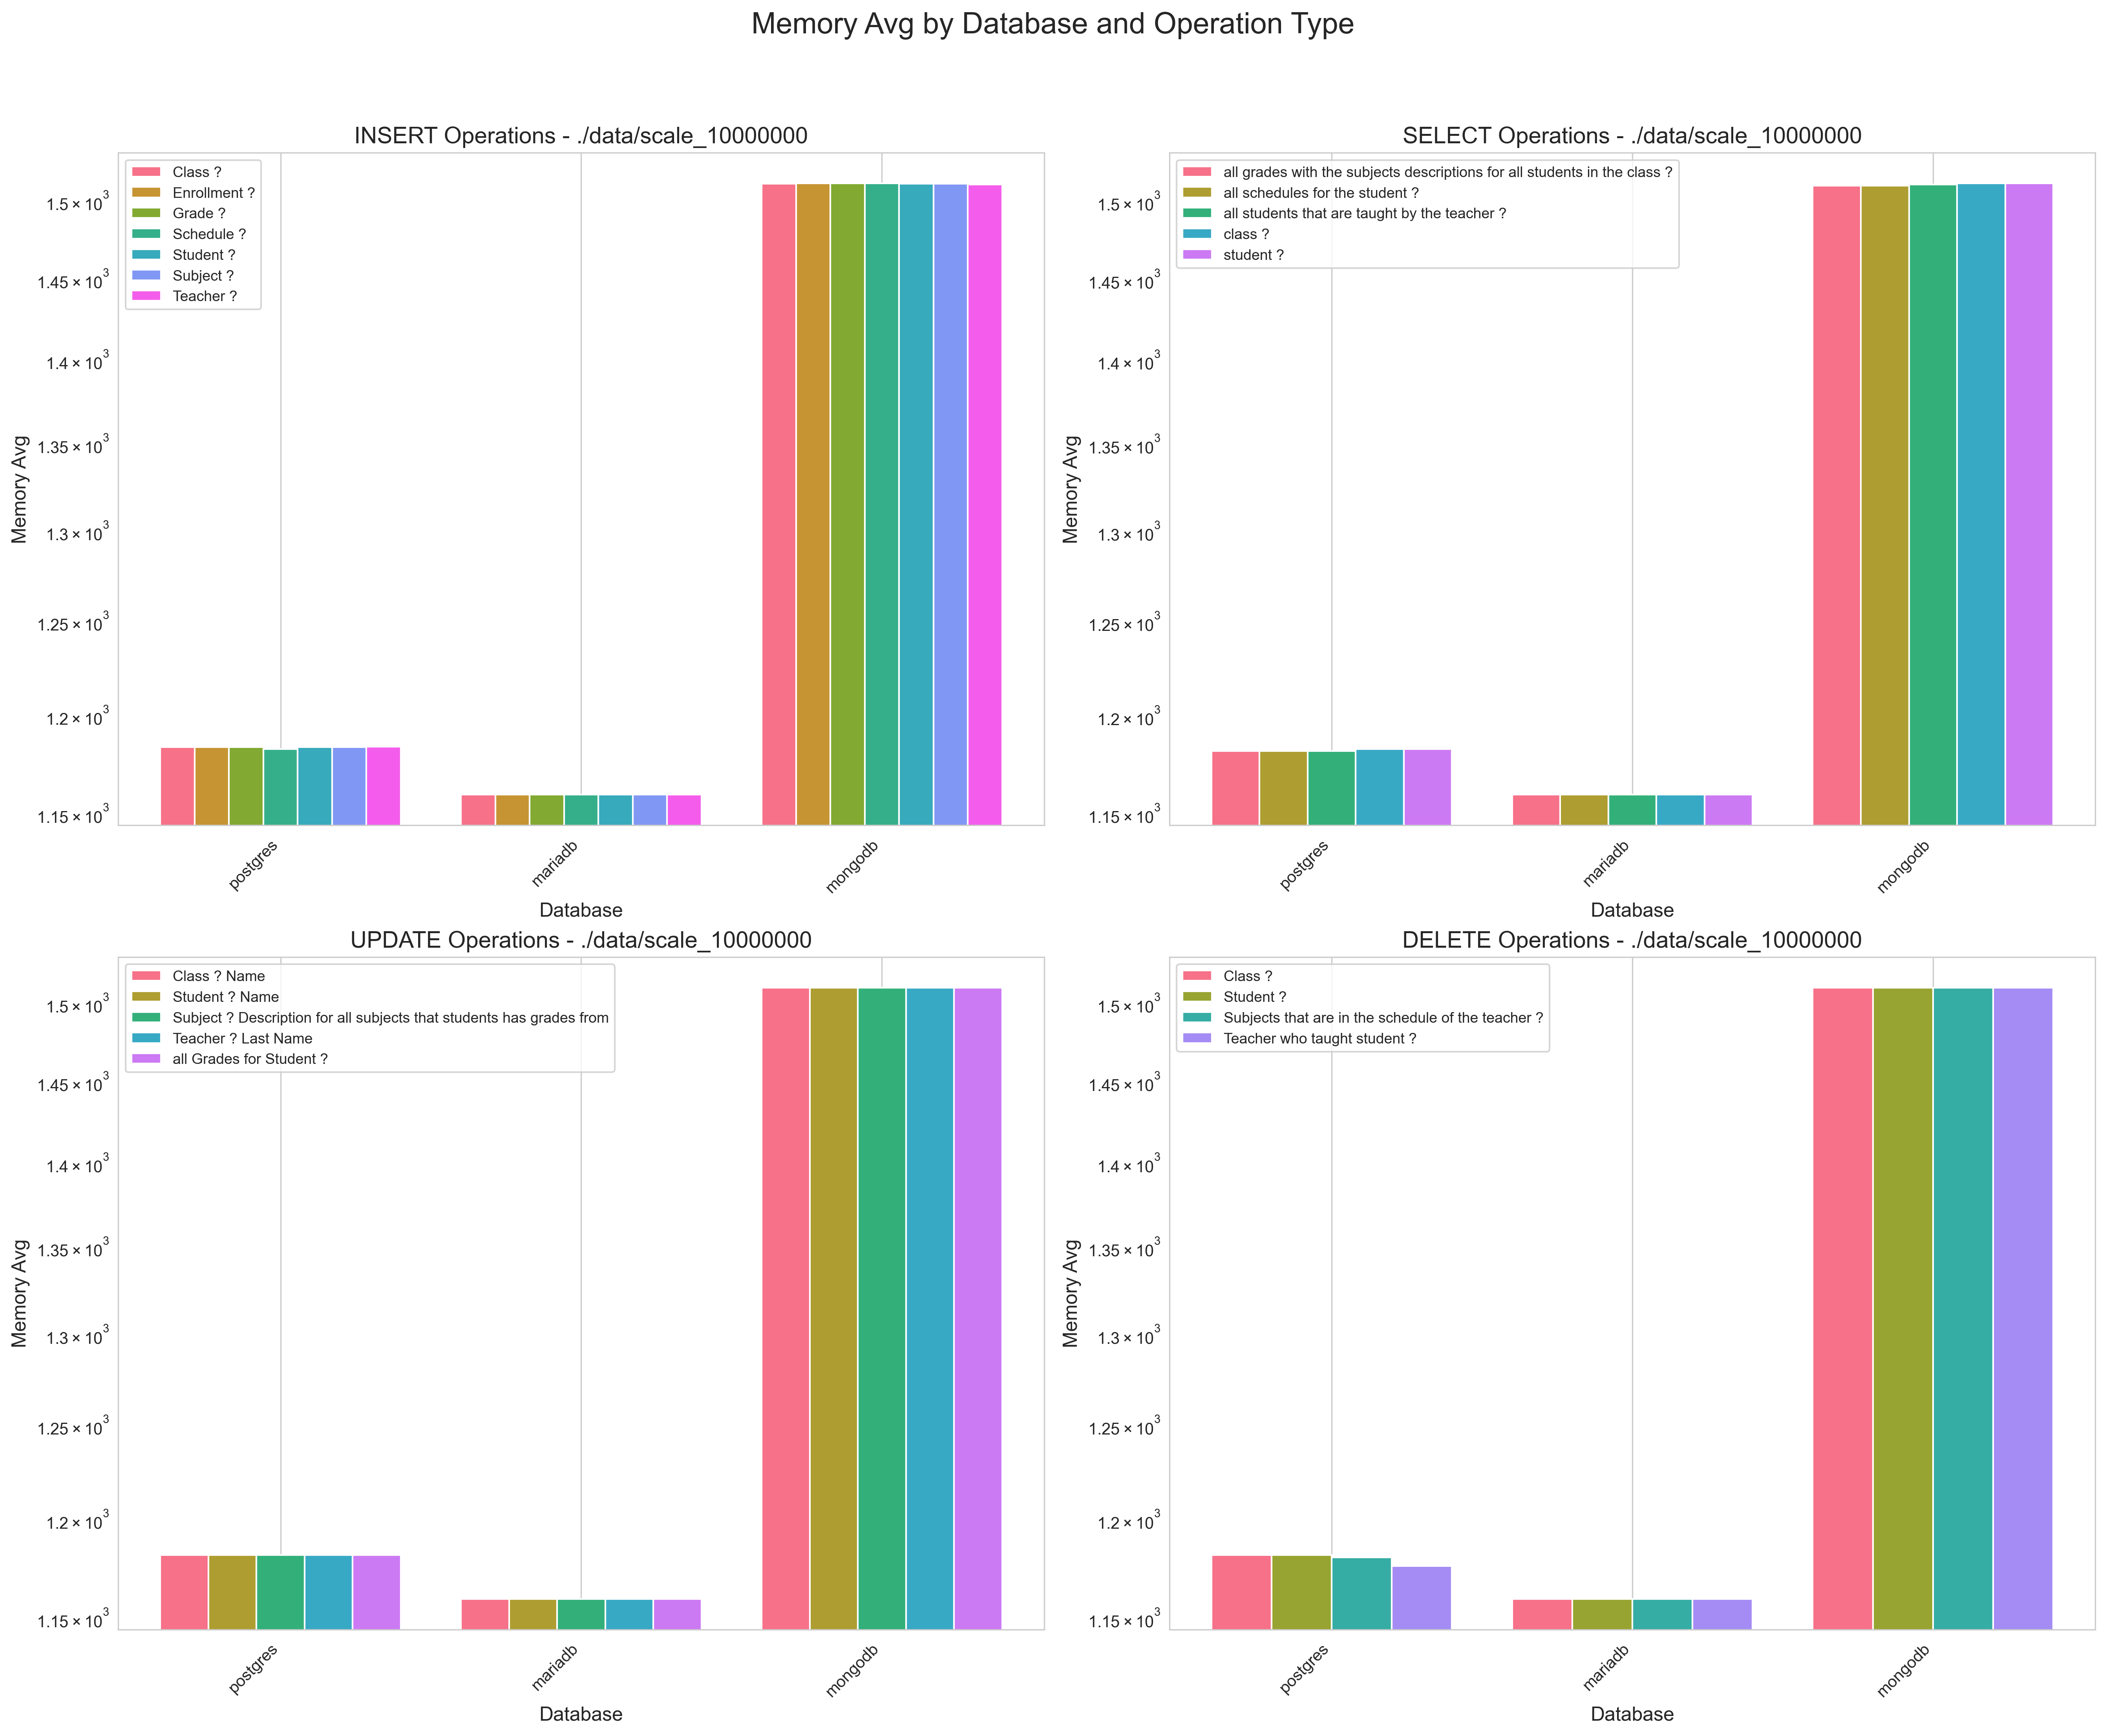 Memory Avg by Database and Operation Type
INSERT Operations - ./data/scale_10000000
Class ?
Enrollment ?
Grade ?
Schedule ?
Student ?
Subject ?
Teacher ?
1.5 × 10³
1.45 × 10³
1.4 × 10³
1.35 × 10³
1.3 × 10³
1.25 × 10³
1.2 × 10³
1.15 × 10³
Memory Avg
postgres
mariadb
mongodb
Database
SELECT Operations - ./data/scale_10000000
all grades with the subjects descriptions for all students in the class ?
all schedules for the student ?
all students that are taught by the teacher ?
class ?
student ?
1.5 × 10³
1.45 × 10³
1.4 × 10³
1.35 × 10³
1.3 × 10³
1.25 × 10³
1.2 × 10³
1.15 × 10³
Memory Avg
postgres
mariadb
mongodb
Database
UPDATE Operations - ./data/scale_10000000
Class ? Name
Student ? Name
Subject ? Description for all subjects that students has grades from
Teacher ? Last Name
all Grades for Student ?
1.5 × 10³
1.45 × 10³
1.4 × 10³
1.35 × 10³
1.3 × 10³
1.25 × 10³
1.2 × 10³
1.15 × 10³
Memory Avg
postgres
mariadb
mongodb
Database
DELETE Operations - ./data/scale_10000000
Class ?
Student ?
Subjects that are in the schedule of the teacher ?
Teacher who taught student ?
1.5 × 10³
1.45 × 10³
1.4 × 10³
1.35 × 10³
1.3 × 10³
1.25 × 10³
1.2 × 10³
1.15 × 10³
Memory Avg
postgres
mariadb
mongodb
Database